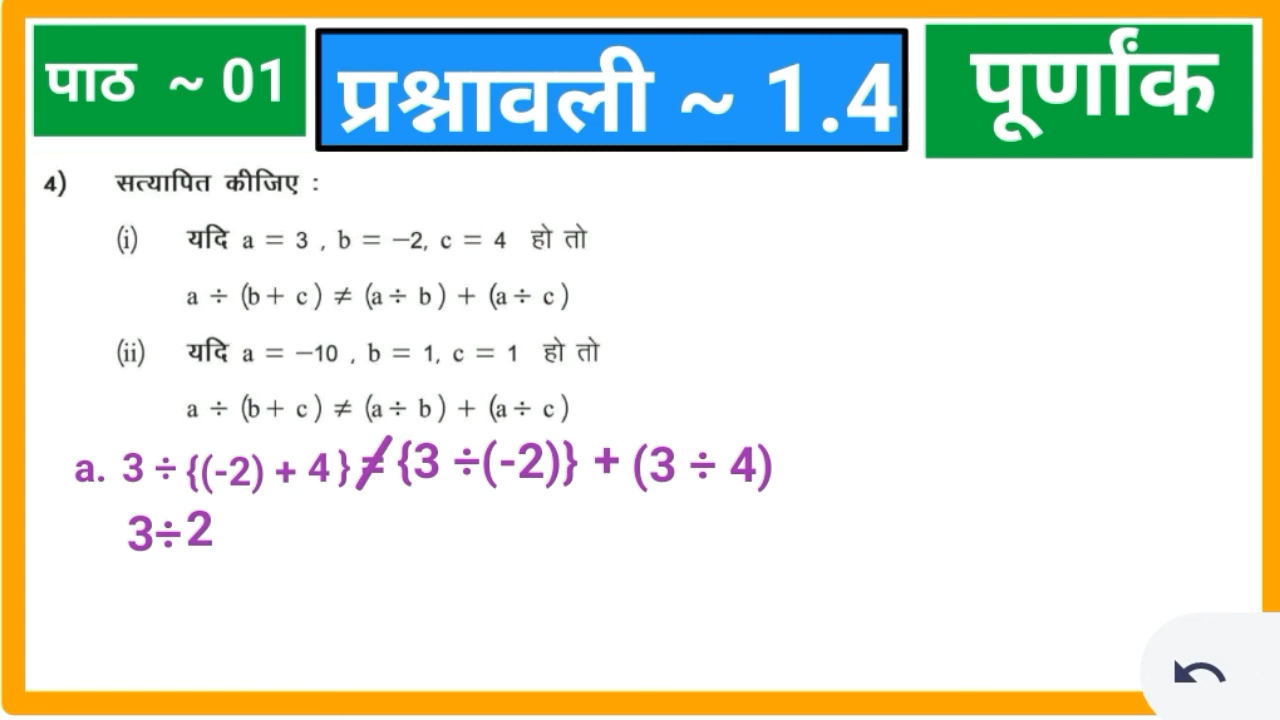 पाठ ~ 01
प्रश्नावली ~ 1.4
पूर्णांक
4) सत्यापित कीजिए :
(i) यदि a = 3 , b = −2, c = 4 हो तो
a ÷ (b + c ) ≠ (a ÷ b ) + (a ÷ c )
(ii) यदि a = −10 , b = 1, c = 1 हो तो
a ÷ (b + c ) ≠ (a ÷ b ) + (a ÷ c )
a. 3 ÷ {(-2) + 4 } ≠ {3 ÷(-2)} + (3 ÷ 4)
3÷2